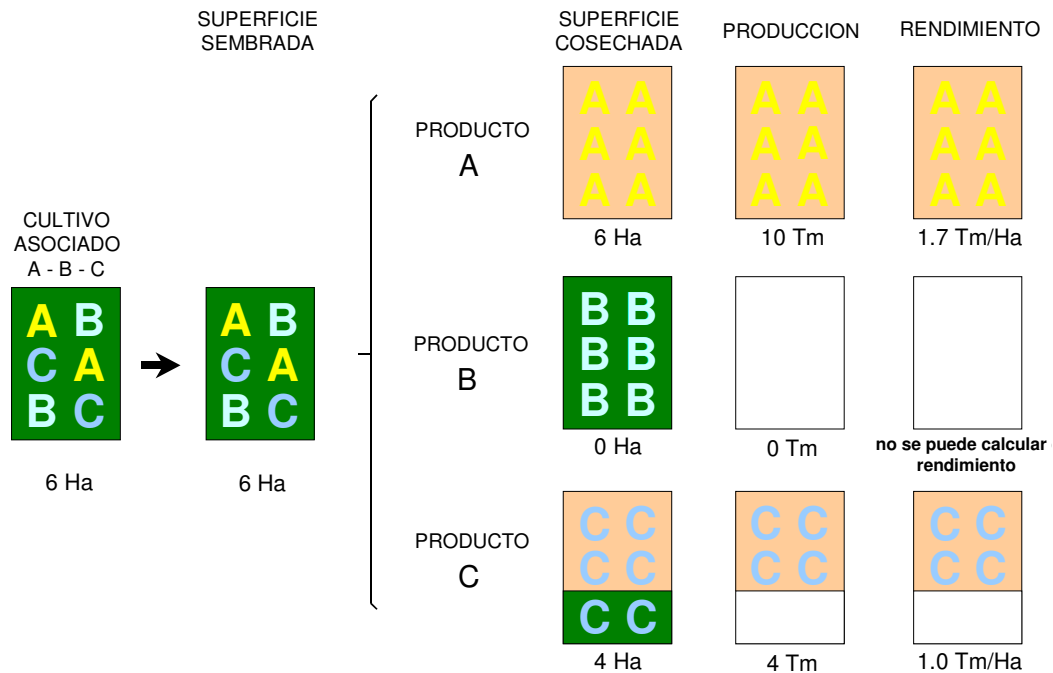 SUPERFICIE
SEMBRADA
SUPERFICIE
COSECHADA
PRODUCCION
RENDIMIENTO
CULTIVO
ASOCIADO
A - B - C
A B
C A
B C
6 Ha
A B
C A
B C
6 Ha
PRODUCTO
A
A A
A A
A A
6 Ha
A A
A A
A A
10 Tm
A A
A A
A A
1.7 Tm/Ha
PRODUCTO
B
B B
B B
B B
0 Ha
0 Tm
no se puede calcular
rendimiento
PRODUCTO
C
C C
C C
C C
4 Ha
C C
C C
4 Tm
C C
C C
1.0 Tm/Ha